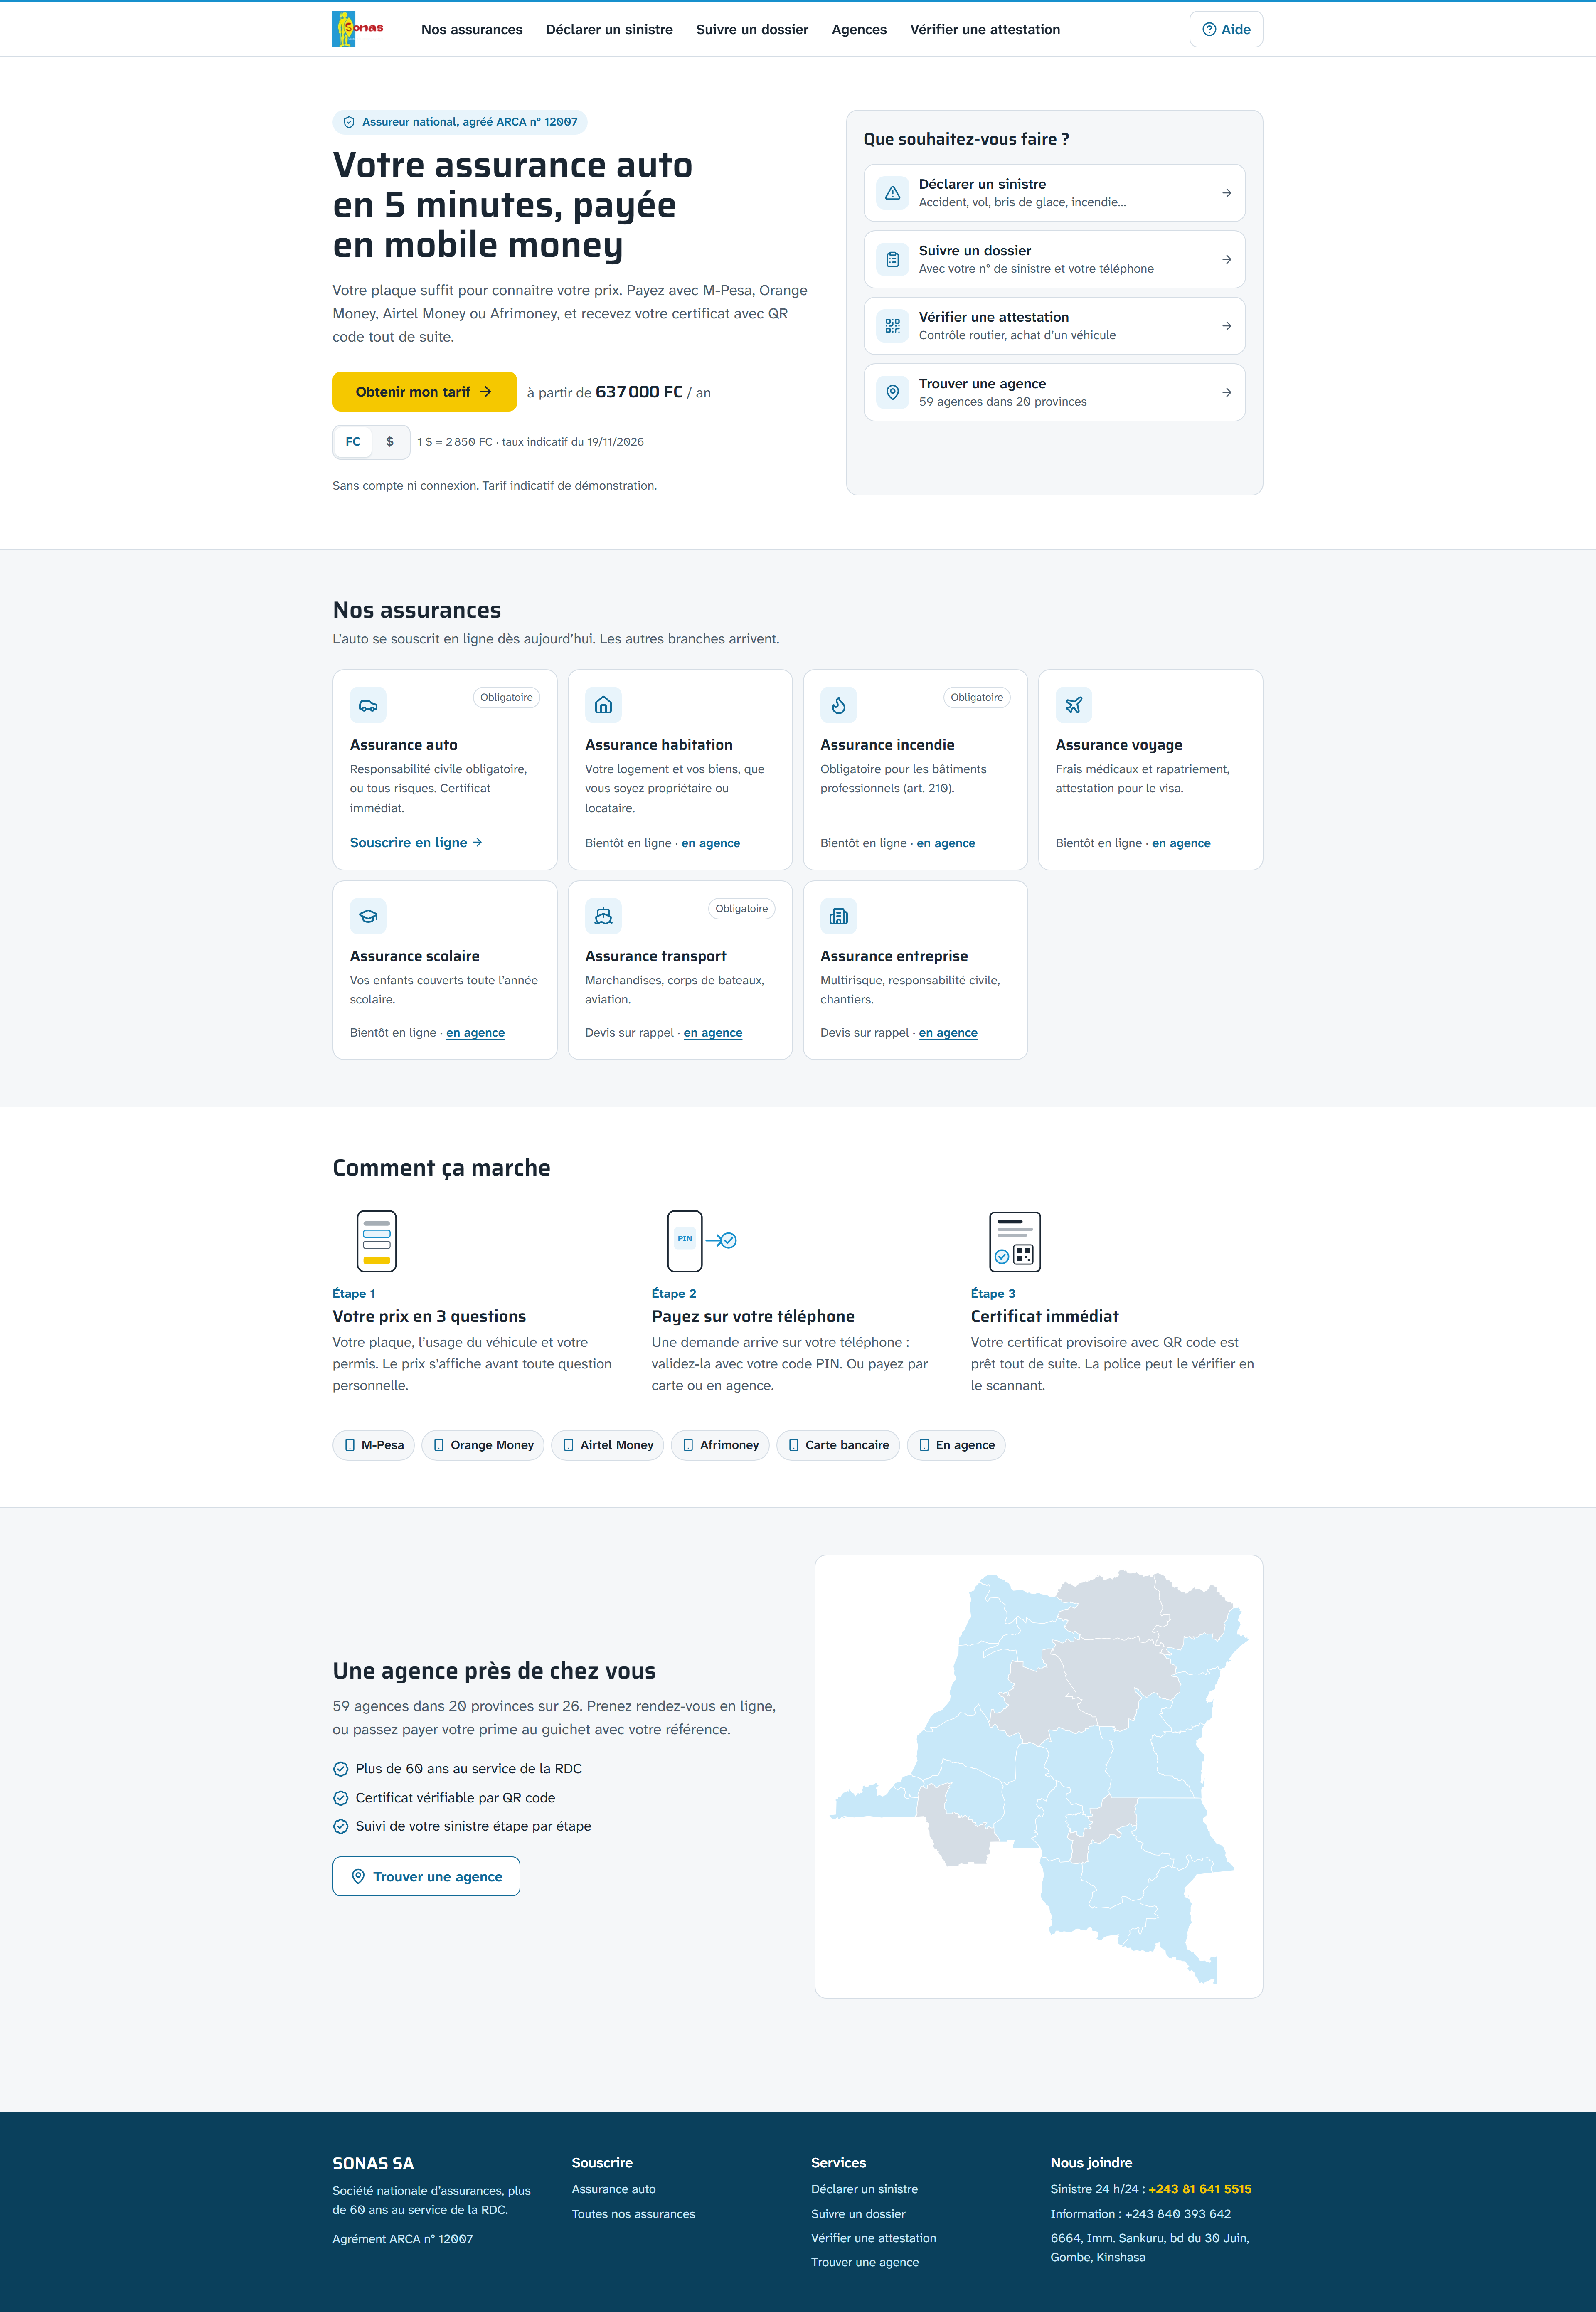 Sonas
Nos assurances
Déclarer un sinistre
Suivre un dossier
Agences
Vérifier une attestation
Aide
Assureur national, agréé ARCA n° 12007
Votre assurance auto
en 5 minutes, payée
en mobile money
Votre plaque suffit pour connaître votre prix. Payez avec M-Pesa, Orange
Money, Airtel Money ou Afrimoney, et recevez votre certificat avec QR
code tout de suite.
Obtenir mon tarif
à partir de 637 000 FC / an
FC
$
1 $ = 2 850 FC · taux indicatif du 19/11/2026
Sans compte ni connexion. Tarif indicatif de démonstration.
Que souhaitez-vous faire ?
Déclarer un sinistre
Accident, vol, bris de glace, incendie…
Suivre un dossier
Avec votre n° de sinistre et votre téléphone
Vérifier une attestation
Contrôle routier, achat d’un véhicule
Trouver une agence
59 agences dans 20 provinces
Nos assurances
L’auto se souscrit en ligne dès aujourd’hui. Les autres branches arrivent.
Obligatoire
Assurance auto
Responsabilité civile obligatoire,
ou tous risques. Certificat
immédiat.
Souscrire en ligne
Assurance habitation
Votre logement et vos biens, que
vous soyez propriétaire ou
locataire.
Bientôt en ligne · en agence
Obligatoire
Assurance incendie
Obligatoire pour les bâtiments
professionnels (art. 210).
Bientôt en ligne · en agence
Assurance voyage
Frais médicaux et rapatriement,
attestation pour le visa.
Bientôt en ligne · en agence
Assurance scolaire
Vos enfants couverts toute l’année
scolaire.
Bientôt en ligne · en agence
Obligatoire
Assurance transport
Marchandises, corps de bateaux,
aviation.
Devis sur rappel · en agence
Assurance entreprise
Multirisque, responsabilité civile,
chantiers.
Devis sur rappel · en agence
Comment ça marche
Étape 1
Votre prix en 3 questions
Votre plaque, l’usage du véhicule et votre
permis. Le prix s’affiche avant toute question
personnelle.
PIN
Étape 2
Payez sur votre téléphone
Une demande arrive sur votre téléphone :
validez-la avec votre code PIN. Ou payez par
carte ou en agence.
Étape 3
Certificat immédiat
Votre certificat provisoire avec QR code est
prêt tout de suite. La police peut le vérifier en
le scannant.
M-Pesa
Orange Money
Airtel Money
Afrimoney
Carte bancaire
En agence
Une agence près de chez vous
59 agences dans 20 provinces sur 26. Prenez rendez-vous en ligne,
ou passez payer votre prime au guichet avec votre référence.
Plus de 60 ans au service de la RDC
Certificat vérifiable par QR code
Suivi de votre sinistre étape par étape
Trouver une agence
SONAS SA
Société nationale d’assurances, plus
de 60 ans au service de la RDC.
Agrément ARCA n° 12007
Souscrire
Assurance auto
Toutes nos assurances
Services
Déclarer un sinistre
Suivre un dossier
Vérifier une attestation
Trouver une agence
Nous joindre
Sinistre 24 h/24 : +243 81 641 5515
Information : +243 840 393 642
6664, Imm. Sankuru, bd du 30 Juin,
Gombe, Kinshasa